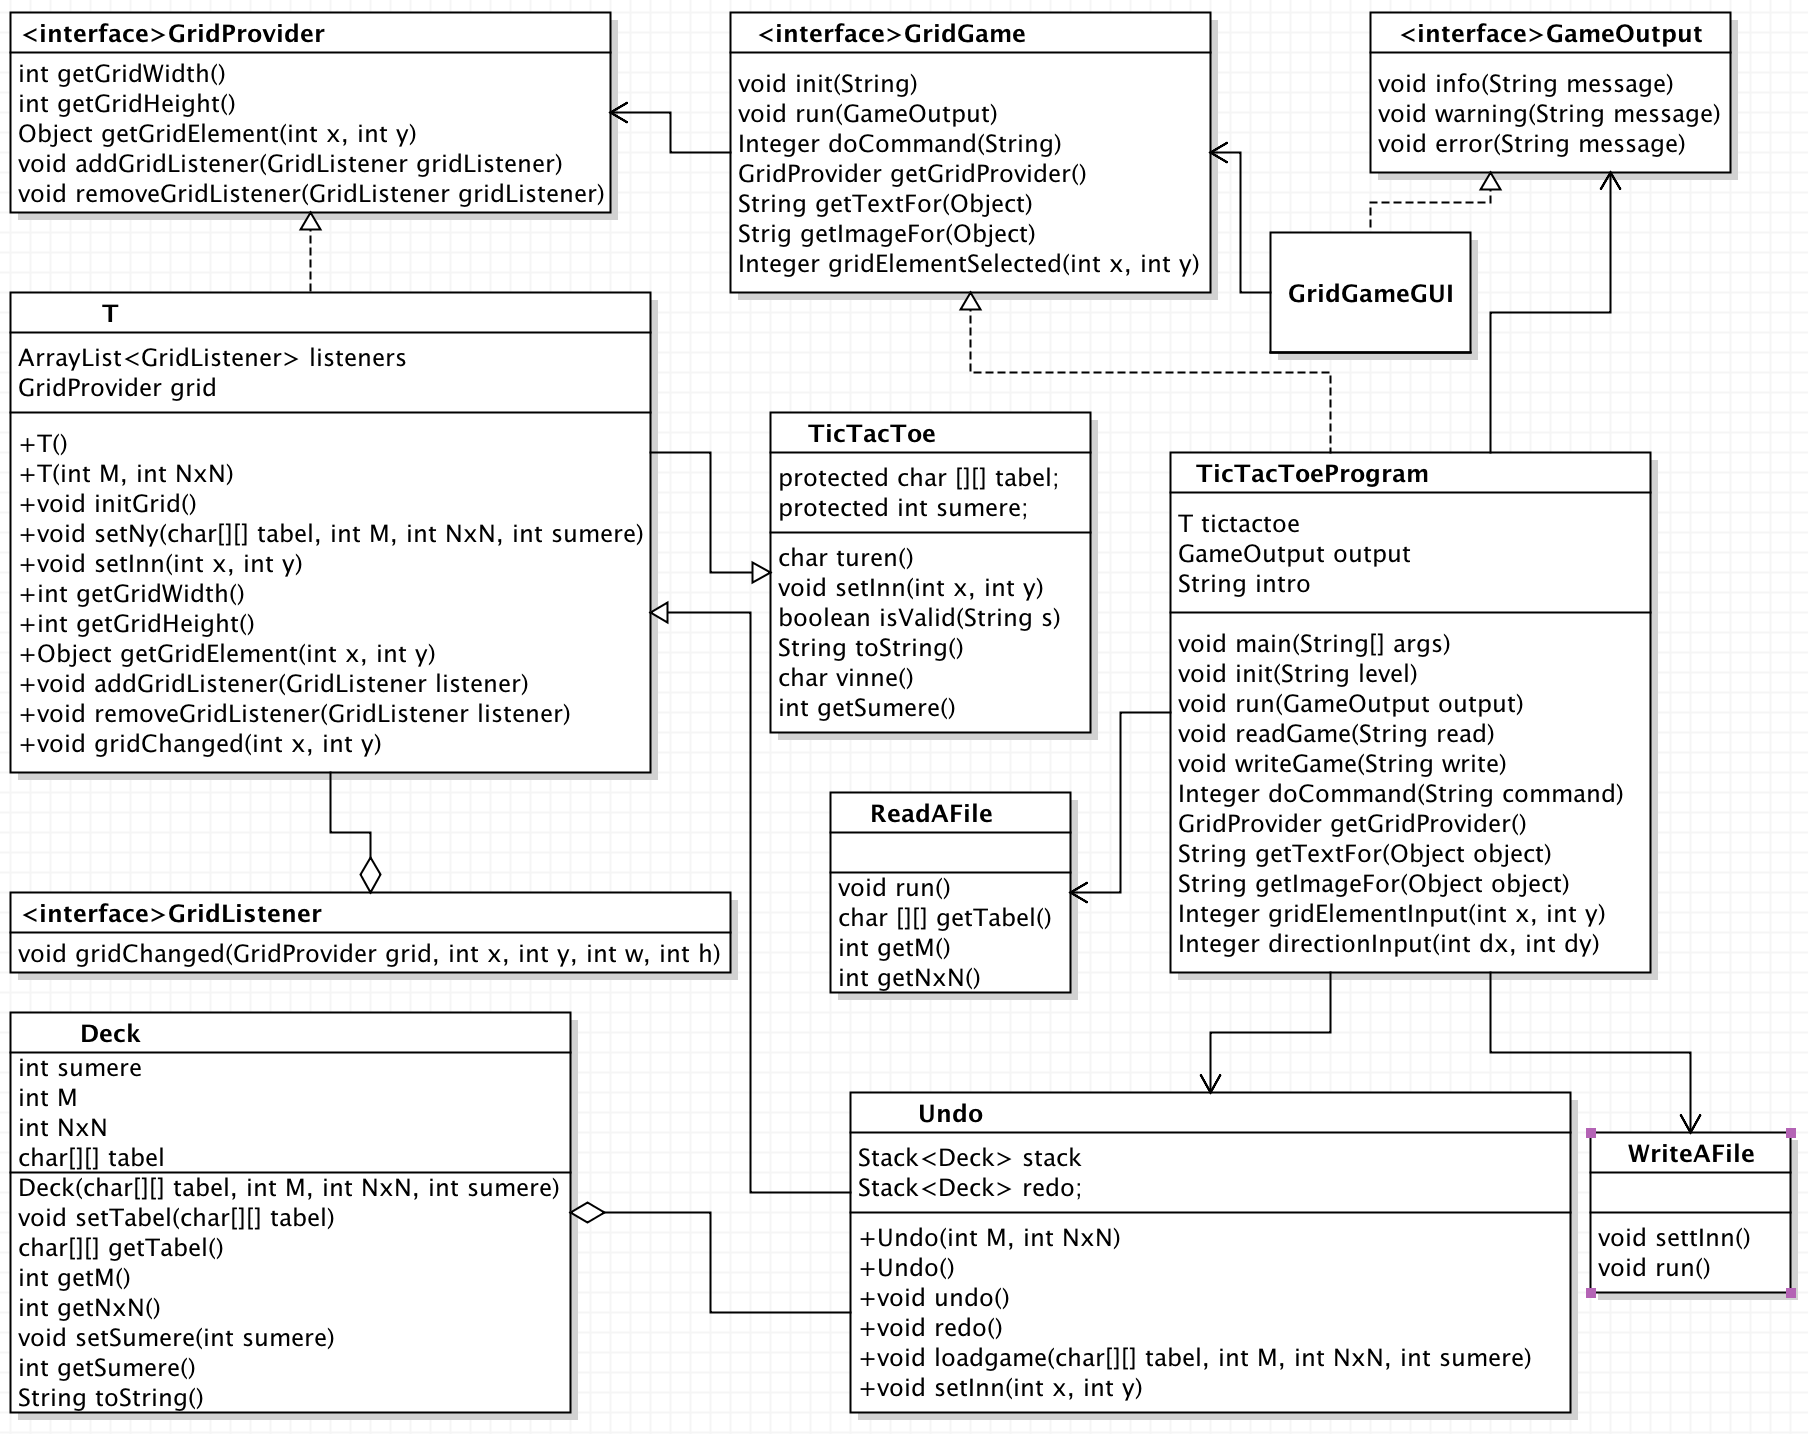 <interface>GridProvider
int getGridWidth()
int getGridHeight()
Object getGridElement(int x, int y)
void addGridListener(GridListener gridListener)
void removeGridListener(GridListener gridListener)
<interface>GridGame
void init(String)
void run(GameOutput)
Integer doCommand(String)
GridProvider getGridProvider()
String getTextFor(Object)
Strig getImageFor(Object)
Integer gridElementSelected(int x, int y)
<interface>GameOutput
void info(String message)
void warning(String message)
void error(String message)
GridGameGUI
T
ArrayList<GridListener> listeners
GridProvider grid
+T()
+T(int M, int NxN)
+void initGrid()
+void setNy(char[][] tabel, int M, int NxN, int sumere)
+void setInn(int x, int y)
+int getGridWidth()
+int getGridHeight()
+Object getGridElement(int x, int y)
+void addGridListener(GridListener listener)
+void removeGridListener(GridListener listener)
+void gridChanged(int x, int y)
TicTacToe
protected char [][] tabel;
protected int sumere;
char turen()
void setInn(int x, int y)
boolean isValid(String s)
String toString()
char vinne()
int getSumere()
TicTacToeProgram
T tictactoe
GameOutput output
String intro
void main(String[] args)
void init(String level)
void run(GameOutput output)
void readGame(String read)
void writeGame(String write)
Integer doCommand(String command)
GridProvider getGridProvider()
String getTextFor(Object object)
String getImageFor(Object object)
Integer gridElementInput(int x, int y)
Integer directionInput(int dx, int dy)
ReadAFile
void run()
char [][] getTabel()
int getM()
int getNxN()
<interface>GridListener
void gridChanged(GridProvider grid, int x, int y, int w, int h)
Deck
int sumere
int M
int NxN
char[][] tabel
Deck(char[][] tabel, int M, int NxN, int sumere)
void setTabel(char[][] tabel)
char[][] getTabel()
int getM()
int getNxN()
void setSumere(int sumere)
int getSumere()
String toString()
Undo
Stack<Deck> stack
Stack<Deck> redo;
+Undo(int M, int NxN)
+Undo()
+void undo()
+void redo()
+void loadgame(char[][] tabel, int M, int NxN, int sumere)
+void setInn(int x, int y)
WriteAFile
void settInn()
void run()